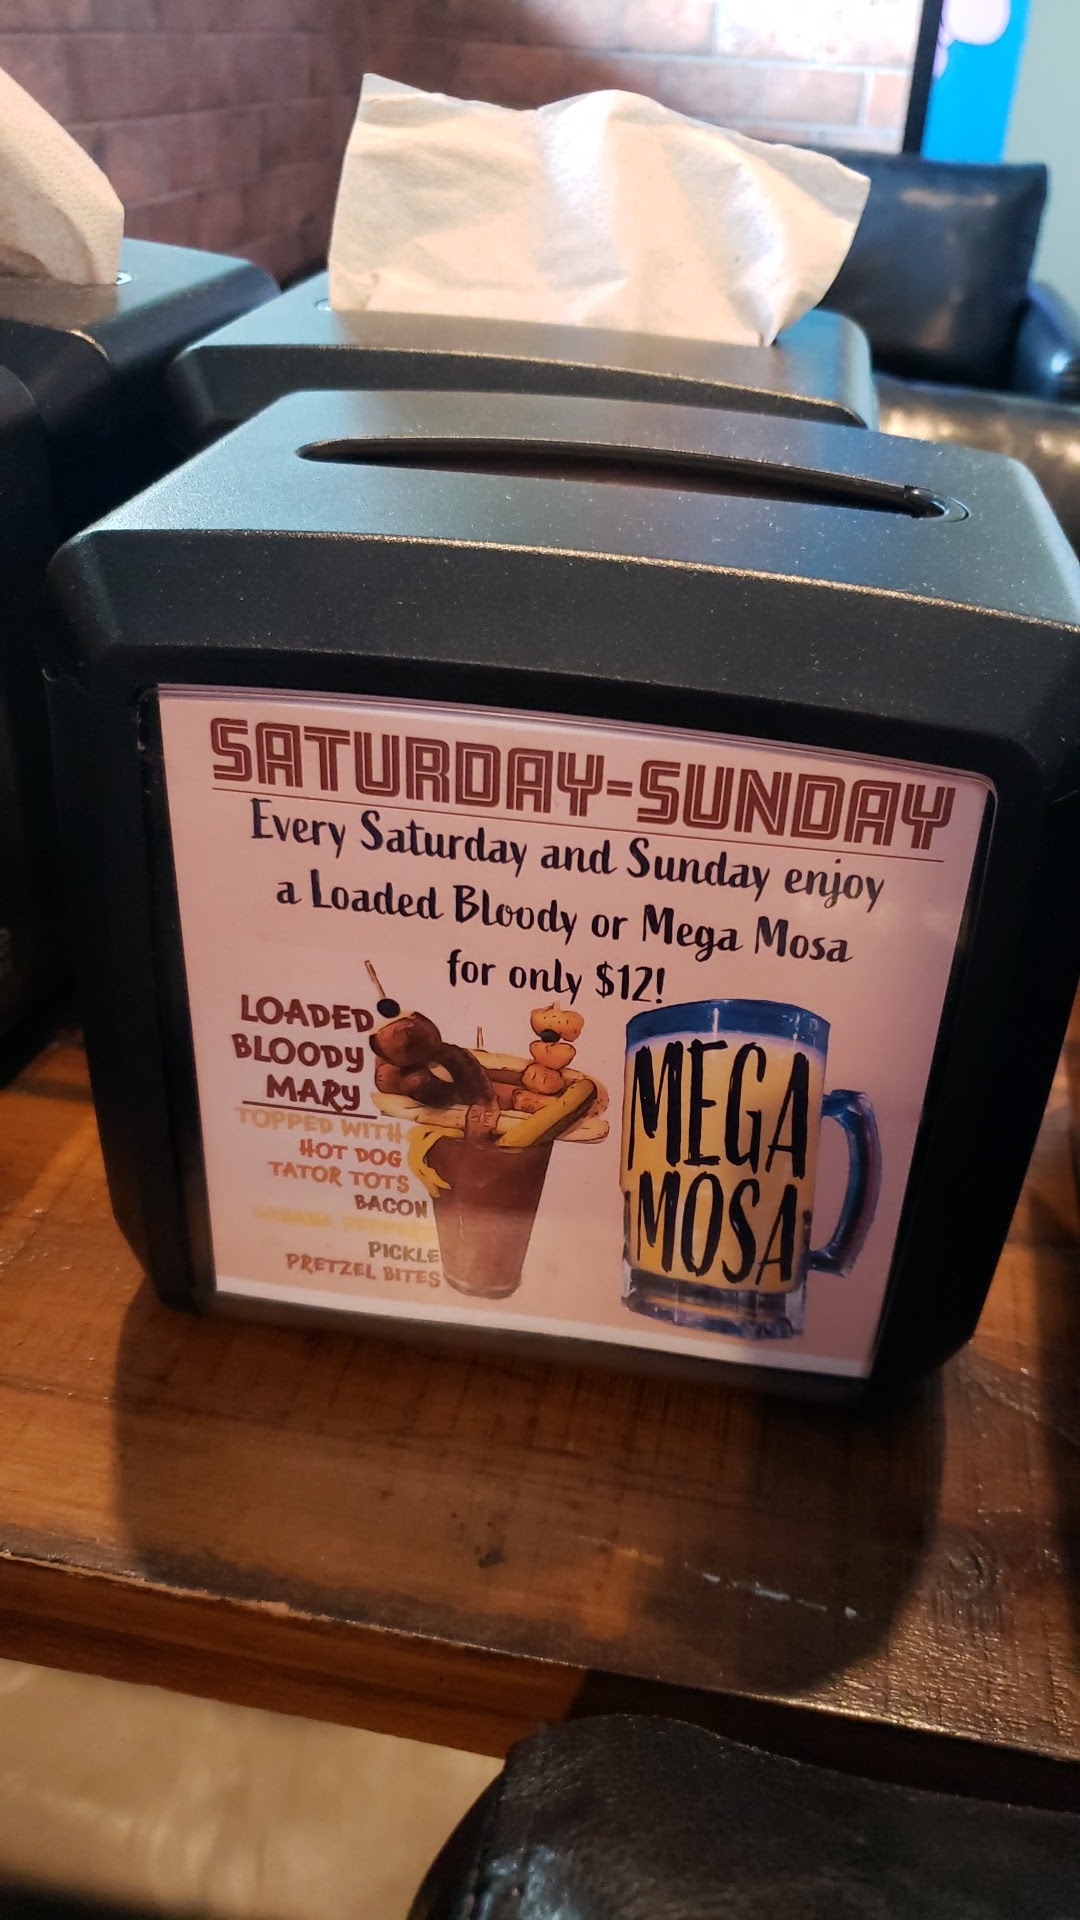 SATURDAY-SUNDAY
Every Saturday and Sunday enjoy
a Loaded Bloody or Mega Mosa
for only $12!
LOADED
BLOODY
MARY
TOPPED WITH
HOT DOG
TATOR TOTS
BACON
PICKLE
PRETZEL BITES
MEGA
MOSA